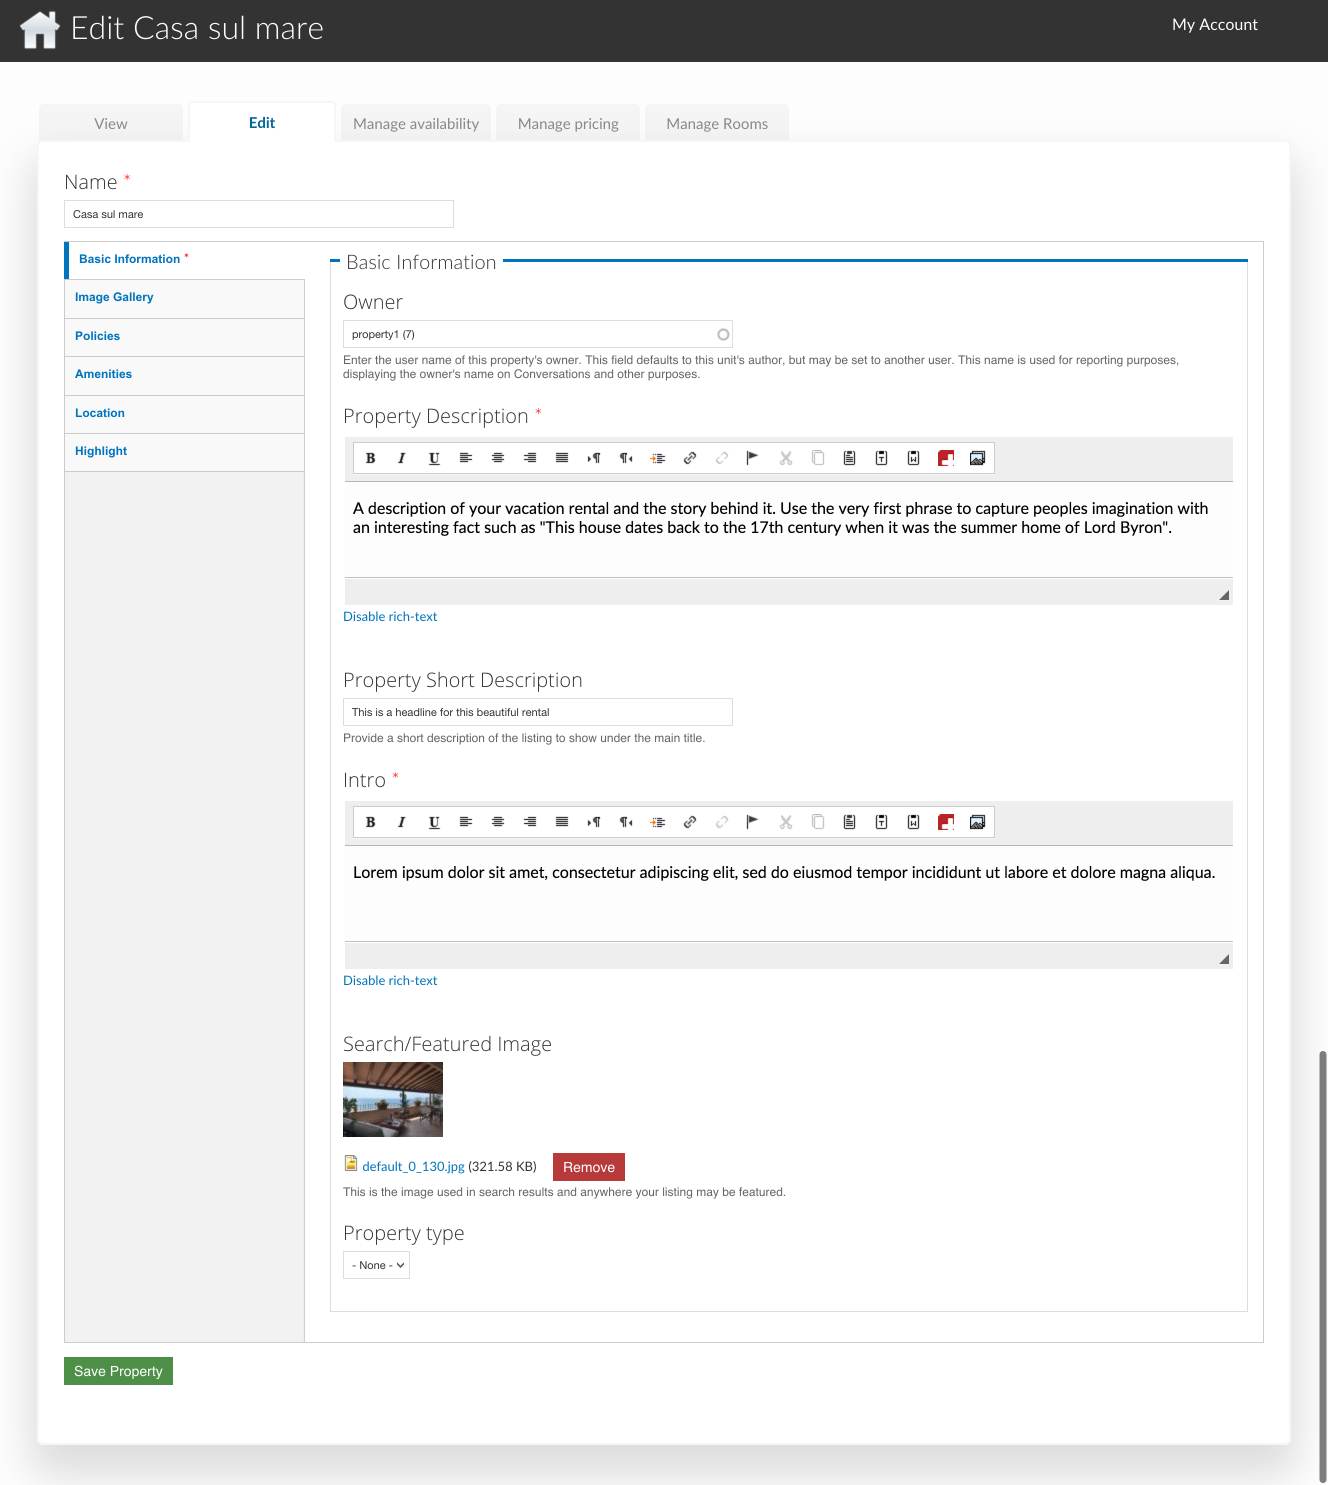 Edit Casa sul mare
My Account
View
Edit
Manage availability
Manage pricing
Manage Rooms
Name *
Casa sul mare
Basic Information *
Image Gallery
Policies
Amenities
Location
Highlight
Basic Information
Owner
property1 (7)
Enter the user name of this property's owner. This field defaults to this unit's author, but may be set to another user. This name is used for reporting purposes,
displaying the owner's name on Conversations and other purposes.
Property Description *
B I U
A description of your vacation rental and the story behind it. Use the very first phrase to capture peoples imagination with
an interesting fact such as "This house dates back to the 17th century when it was the summer home of Lord Byron".
Disable rich-text
Property Short Description
This is a headline for this beautiful rental
Provide a short description of the listing to show under the main title.
Intro *
B I U
Lorem ipsum dolor sit amet, consectetur adipiscing elit, sed do eiusmod tempor incididunt ut labore et dolore magna aliqua.
Disable rich-text
Search/Featured Image
default_0_130.jpg (321.58 KB)
Remove
This is the image used in search results and anywhere your listing may be featured.
Property type
- None -
Save Property